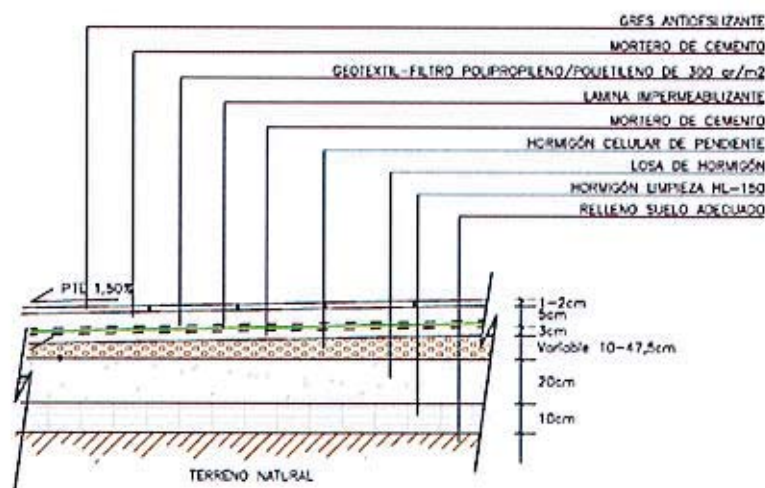 GRES ANTIDESLIZANTE
MORTERO DE CEMENTO
GEOTEXTIL-FILTRO POLIPROPILENO/POLIETILENO DE 300 gr/m2
LAMINA IMPERMEABILIZANTE
MORTERO DE CEMENTO
HORMIGÓN CELULAR DE PENDIENTE
LOSA DE HORMIGÓN
HORMIGÓN LIMPIEZA HL-150
RELLENO SUELO ADECUADO
PTE 1,50%
1-2cm
5cm
3cm
Variable 10-47,5cm
20cm
10cm
TERRENO NATURAL